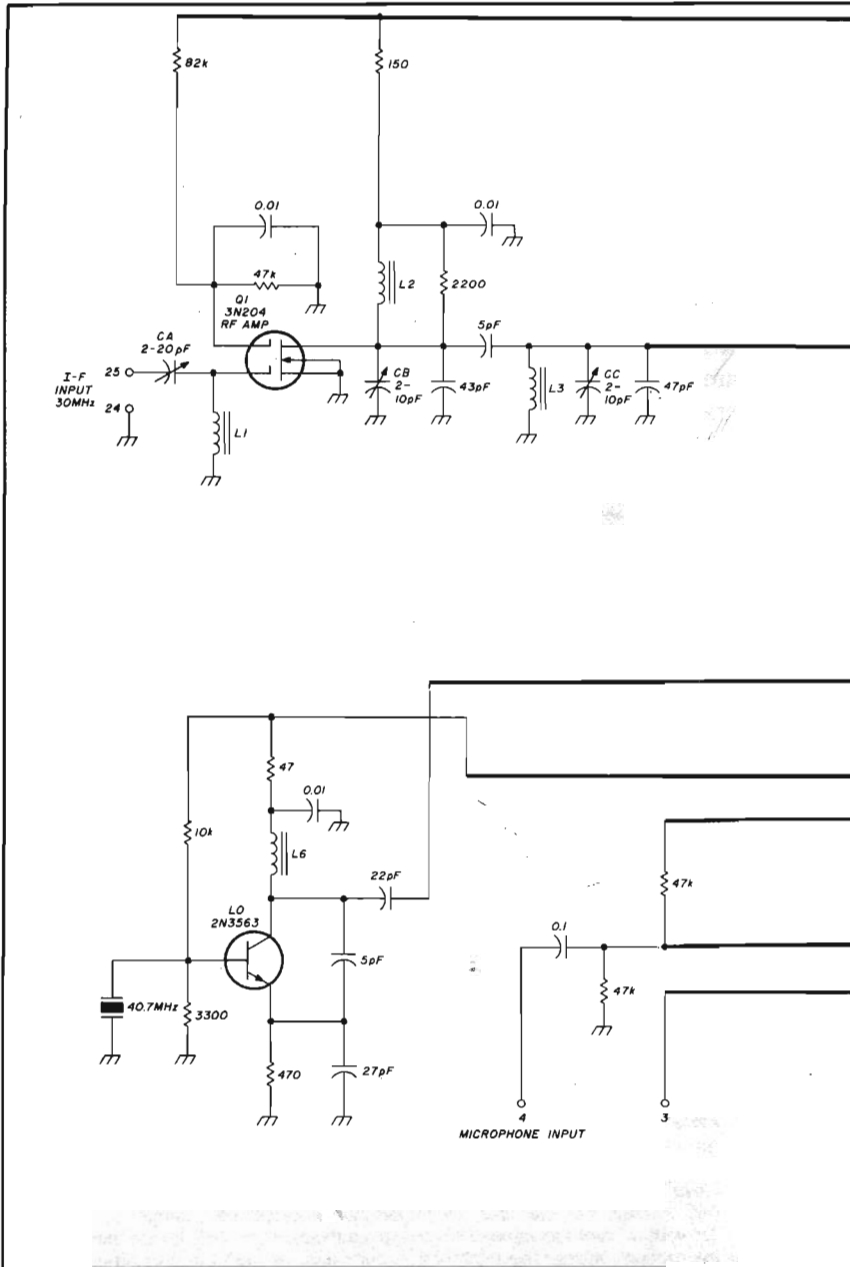 82k
150
0.01
0.01
47k
L2
2200
Q1
3N204
RF AMP
5pF
CA
2-20pF
I-F
INPUT
30MHz
25
24
CB
2-
10pF
43pF
L3
CC
2-
10pF
47pF
L1
47
0.01
10k
L6
22pF
47k
LO
2N3563
0.1
5pF
47k
40.7MHz
3300
470
27pF
4
3
MICROPHONE INPUT